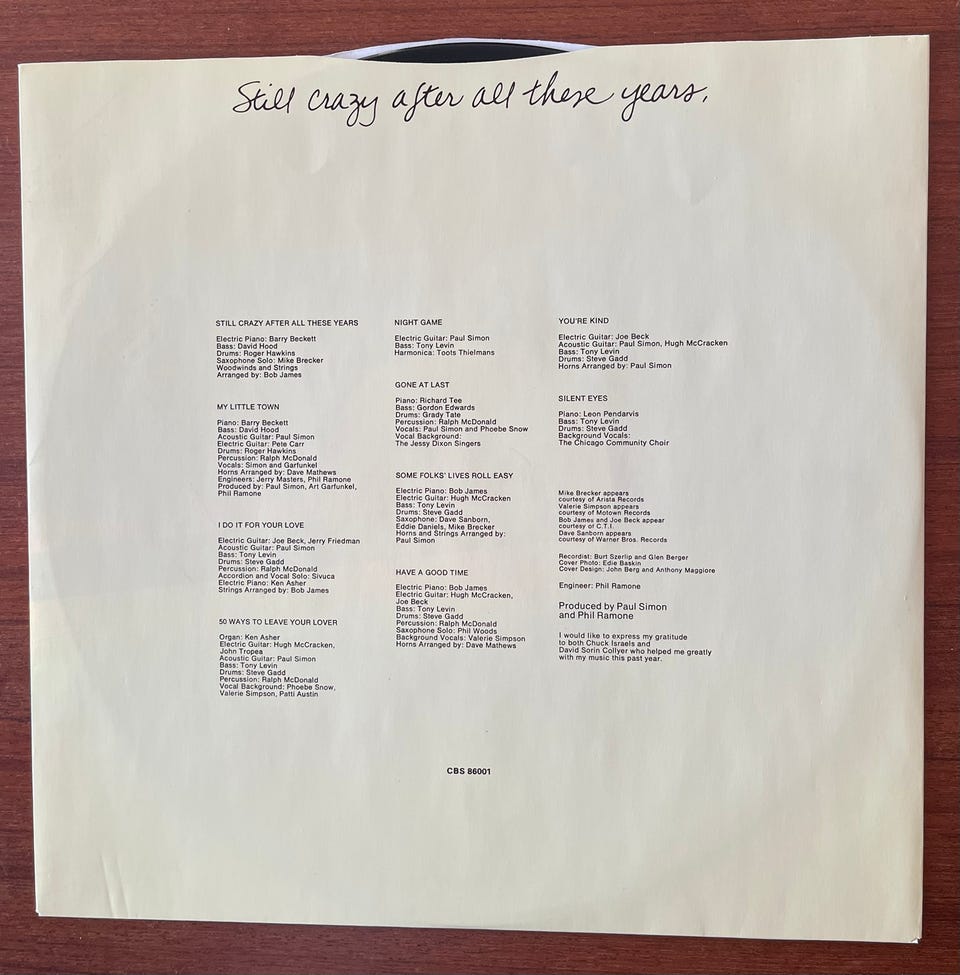 Still crazy after all these years.
STILL CRAZY AFTER ALL THESE YEARS
Electric Piano: Barry Beckett
Bass: David Hood
Drums: Roger Hawkins
Saxophone Solo: Mike Brecker
Woodwinds and Strings
Arranged by: Bob James
MY LITTLE TOWN
Piano: Barry Beckett
Bass: David Hood
Acoustic Guitar: Paul Simon
Electric Guitar: Pete Carr
Drums: Roger Hawkins
Percussion: Ralph McDonald
Vocals: Simon and Garfunkel
Horns Arranged by: Dave Mathews
Engineers: Jerry Masters, Phil Ramone
Produced by: Paul Simon, Art Garfunkel,
Phil Ramone
I DO IT FOR YOUR LOVE
Electric Guitar: Joe Beck, Jerry Friedman
Acoustic Guitar: Paul Simon
Bass: Tony Levin
Drums: Steve Gadd
Percussion: Ralph McDonald
Accordion and Vocal Solo: Sivuca
Electric Piano: Ken Asher
Strings Arranged by: Bob James
50 WAYS TO LEAVE YOUR LOVER
Organ: Ken Asher
Electric Guitar: Hugh McCracken,
John Tropea
Acoustic Guitar: Paul Simon
Bass: Tony Levin
Drums: Steve Gadd
Percussion: Ralph McDonald
Vocal Background: Phoebe Snow,
Valerie Simpson, Patti Austin
NIGHT GAME
Electric Guitar: Paul Simon
Bass: Tony Levin
Harmonica: Toots Thielmans
GONE AT LAST
Piano: Richard Tee
Bass: Gordon Edwards
Drums: Grady Tate
Percussion: Ralph McDonald
Vocals: Paul Simon and Phoebe Snow
Vocal Background:
The Jessy Dixon Singers
SOME FOLKS' LIVES ROLL EASY
Electric Piano: Bob James
Electric Guitar: Hugh McCracken
Bass: Tony Levin
Drums: Steve Gadd
Saxophone: Dave Sanborn,
Eddie Daniels, Mike Brecker
Horns and Strings Arranged by:
Paul Simon
HAVE A GOOD TIME
Electric Piano: Bob James
Electric Guitar: Hugh McCracken,
Joe Beck
Bass: Tony Levin
Drums: Steve Gadd
Percussion: Ralph McDonald
Saxophone Solo: Phil Woods
Background Vocals: Valerie Simpson
Horns Arranged by: Dave Mathews
YOU'RE KIND
Electric Guitar: Joe Beck
Acoustic Guitar: Paul Simon, Hugh McCracken
Bass: Tony Levin
Drums: Steve Gadd
Horns Arranged by: Paul Simon
SILENT EYES
Piano: Leon Pendarvis
Bass: Tony Levin
Drums: Steve Gadd
Background Vocals:
The Chicago Community Choir
Mike Brecker appears
courtesy of Arista Records
Valerie Simpson appears
courtesy of Motown Records
Bob James and Joe Beck appear
courtesy of C.T.I.
Dave Sanborn appears
courtesy of Warner Bros. Records
Recordist: Burt Szerlip and Glen Berger
Cover Photo: Edie Baskin
Cover Design: John Berg and Anthony Maggiore
Engineer: Phil Ramone
Produced by Paul Simon
and Phil Ramone
I would like to express my gratitude
to both Chuck Israels and
David Sorin Collyer who helped me greatly
with my music this past year.
CBS 86001